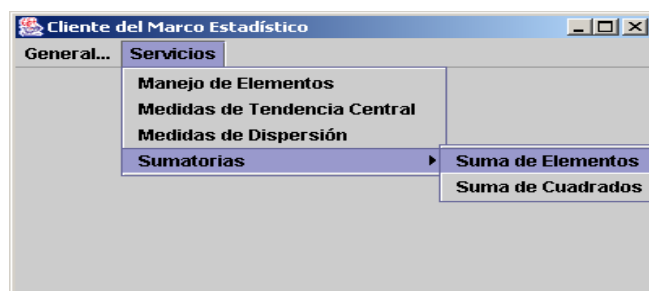 Cliente del Marco Estadístico
General... Servicios
Manejo de Elementos
Medidas de Tendencia Central
Medidas de Dispersión
Sumatorias Suma de Elementos
Suma de Cuadrados